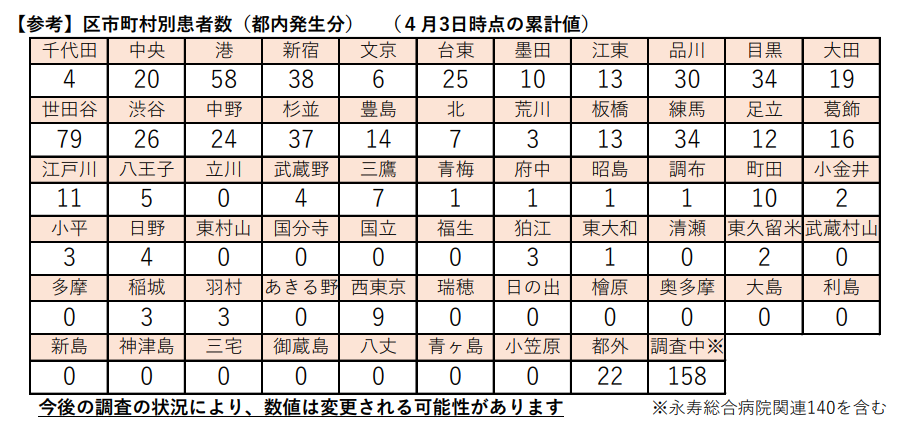 【参考】区市町村別患者数（都内発生分）　（４月3日時点の累計値）
千代田 中央 港 新宿 文京 台東 墨田 江東 品川 目黒 大田
4 20 58 38 6 25 10 13 30 34 19
世田谷 渋谷 中野 杉並 豊島 北 荒川 板橋 練馬 足立 葛飾
79 26 24 37 14 7 3 13 34 12 16
江戸川 八王子 立川 武蔵野 三鷹 青梅 府中 昭島 調布 町田 小金井
11 5 0 4 7 1 1 1 1 10 2
小平 日野 東村山 国分寺 国立 福生 狛江 東大和 清瀬 東久留米 武蔵村山
3 4 0 0 0 0 3 1 0 2 0
多摩 稲城 羽村 あきる野 西東京 瑞穂 日の出 檜原 奥多摩 大島 利島
0 3 3 0 9 0 0 0 0 0 0
新島 神津島 三宅 御蔵島 八丈 青ヶ島 小笠原 都外 調査中※
0 0 0 0 0 0 0 22 158
今後の調査の状況により、数値は変更される可能性があります
※永寿総合病院関連140を含む